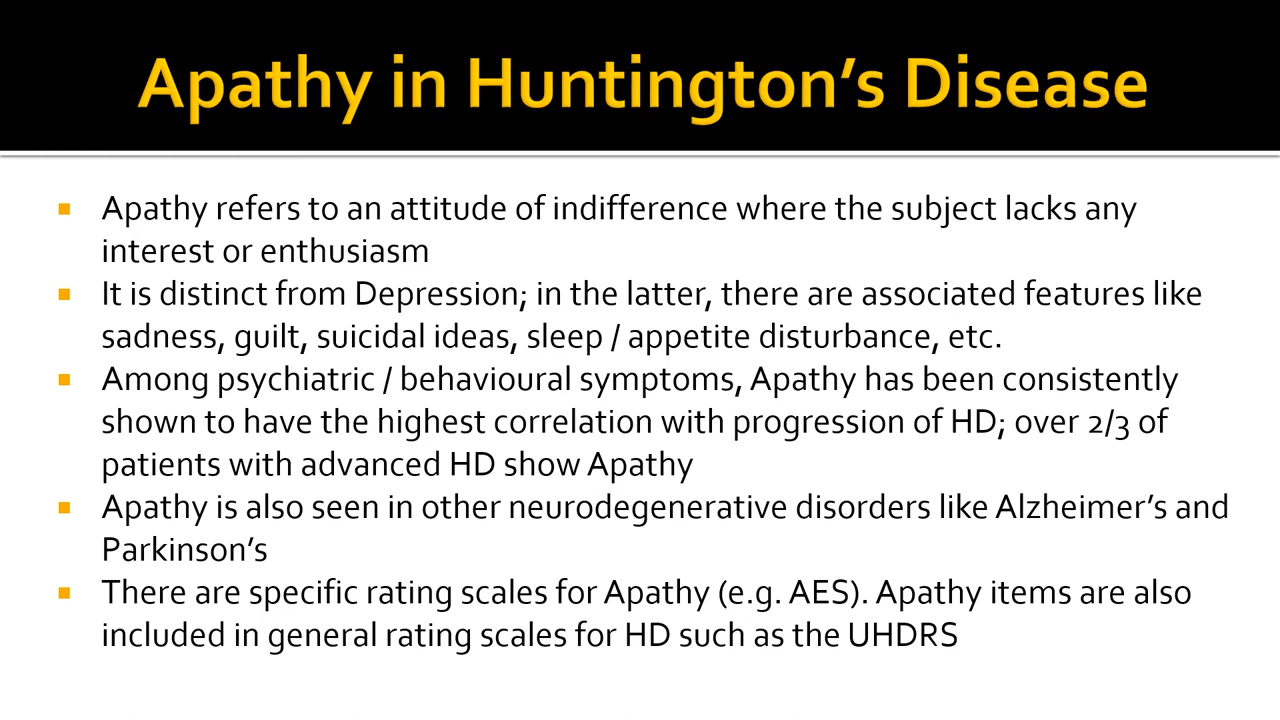 Apathy in Huntington’s Disease
Apathy refers to an attitude of indifference where the subject lacks any
interest or enthusiasm
It is distinct from Depression; in the latter, there are associated features like
sadness, guilt, suicidal ideas, sleep / appetite disturbance, etc.
Among psychiatric / behavioural symptoms, Apathy has been consistently
shown to have the highest correlation with progression of HD; over 2/3 of
patients with advanced HD show Apathy
Apathy is also seen in other neurodegenerative disorders like Alzheimer’s and
Parkinson’s
There are specific rating scales for Apathy (e.g. AES). Apathy items are also
included in general rating scales for HD such as the UHDRS